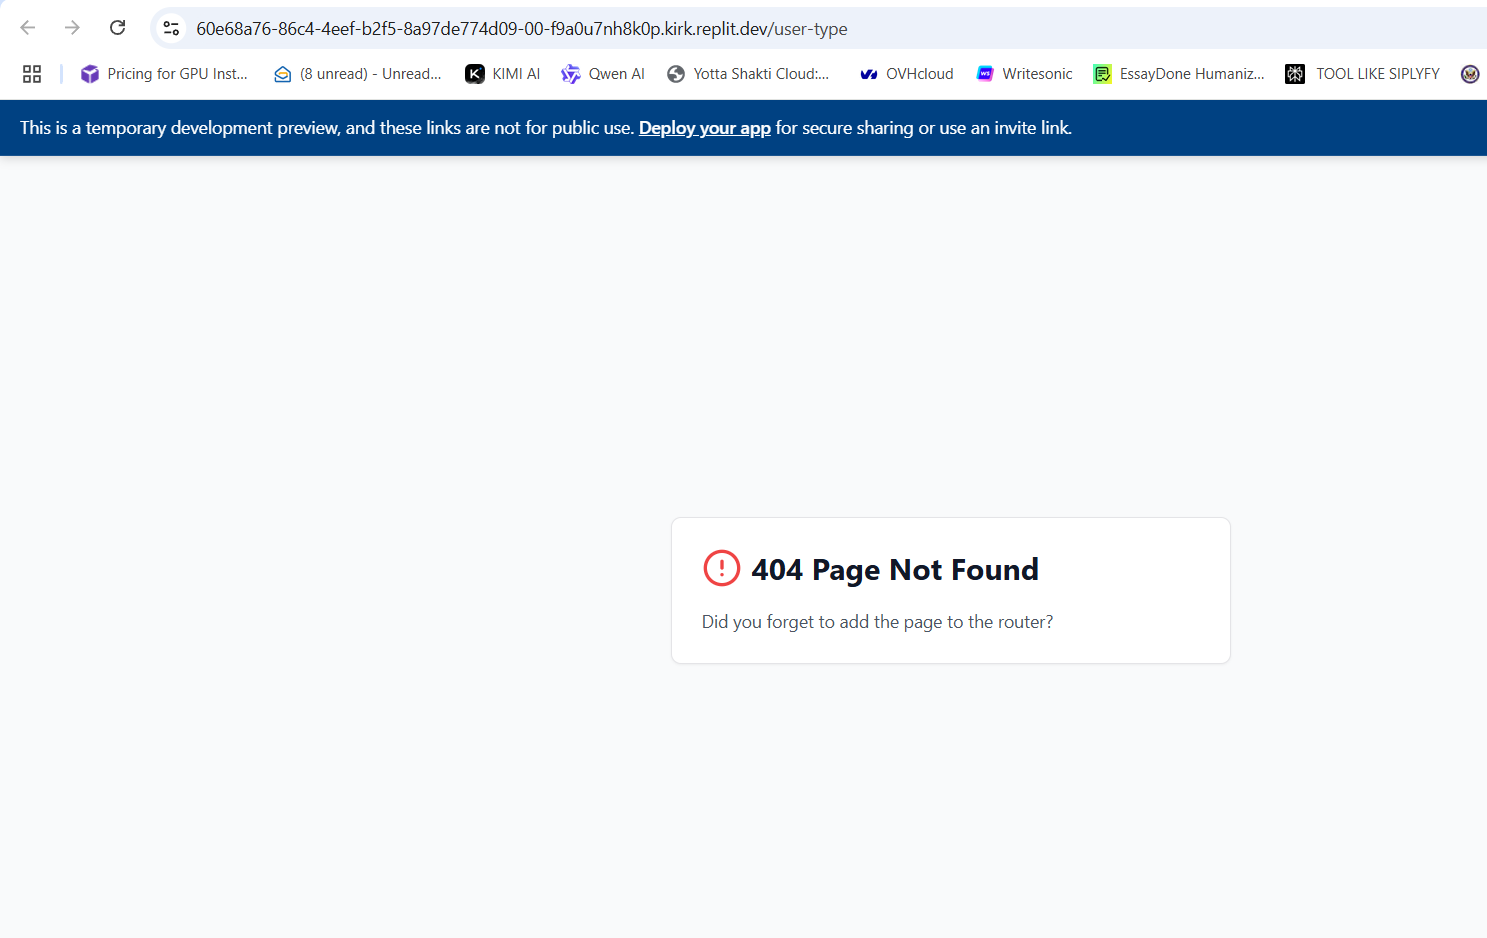 60e68a76-86c4-4eef-b2f5-8a97de774d09-00-f9a0u7nh8k0p.kirk.replit.dev/user-type
Pricing for GPU Inst... (8 unread) - Unread... KIMI AI Qwen AI Yotta Shakti Cloud:... OVHcloud Writesonic EssayDone Humaniz... TOOL LIKE SIPLYFY
This is a temporary development preview, and these links are not for public use. Deploy your app for secure sharing or use an invite link.
404 Page Not Found
Did you forget to add the page to the router?